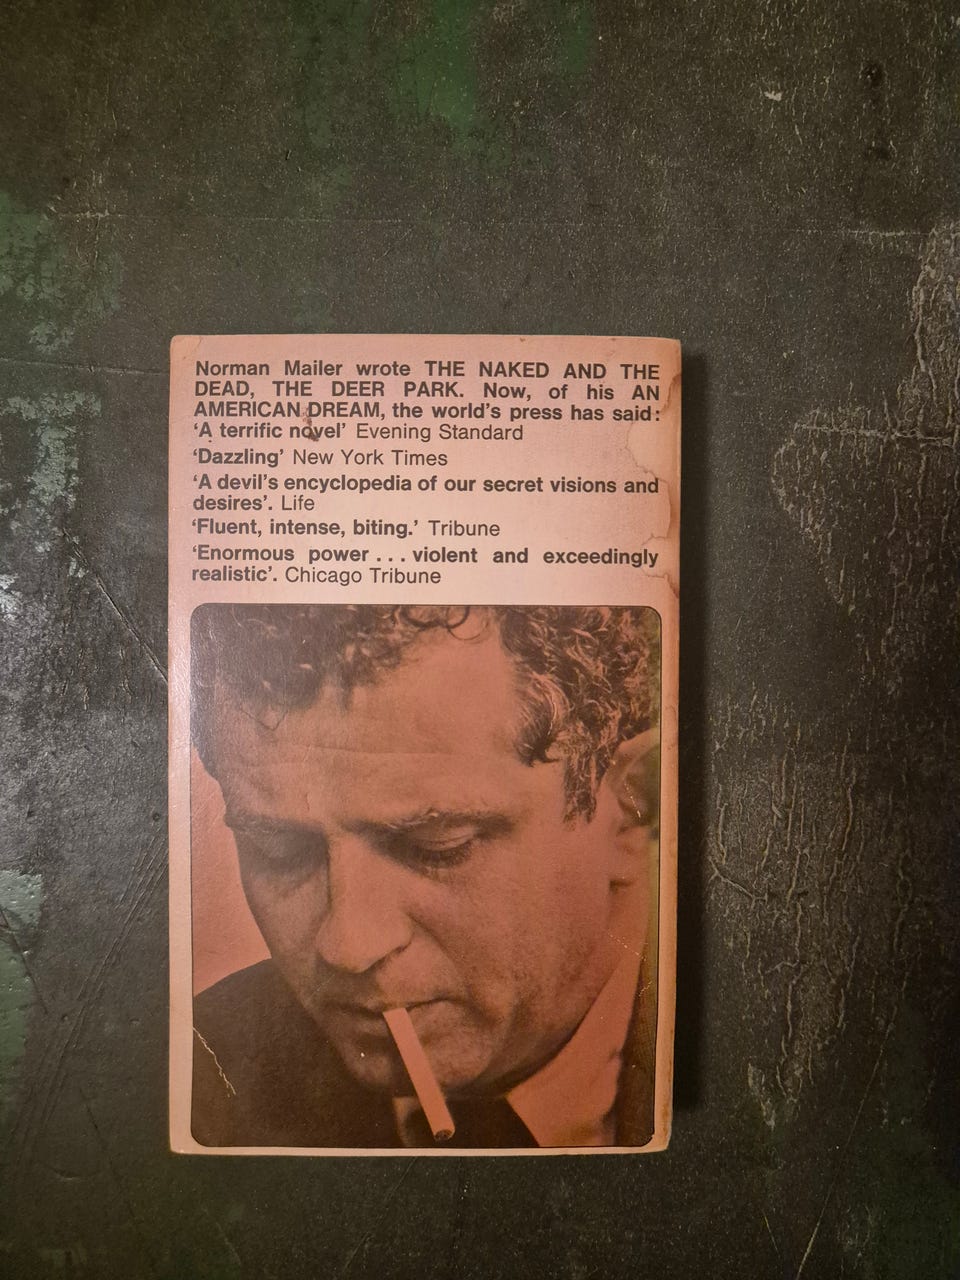 Norman Mailer wrote THE NAKED AND THE
DEAD, THE DEER PARK. Now, of his AN
AMERICAN DREAM, the world's press has said:
'A terrific novel' Evening Standard
'Dazzling' New York Times
'A devil's encyclopedia of our secret visions and
desires'. Life
'Fluent, intense, biting.' Tribune
'Enormous power . . . violent and exceedingly
realistic'. Chicago Tribune